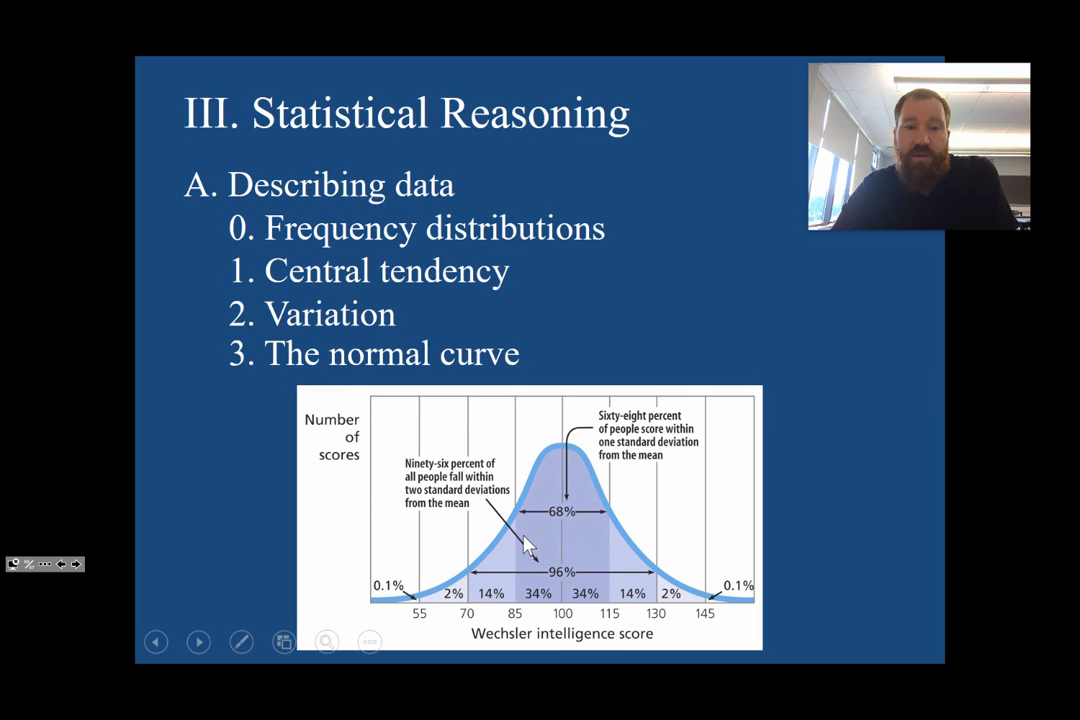 III. Statistical Reasoning
A. Describing data
0. Frequency distributions
1. Central tendency
2. Variation
3. The normal curve
Number
of
scores
Sixty-eight percent
of people score within
one standard deviation
from the mean
Ninety-six percent of
all people fall within
two standard deviations
from the mean
68%
96%
0.1% 2% 14% 34% 34% 14% 2% 0.1%
55 70 85 100 115 130 145
Wechsler intelligence score